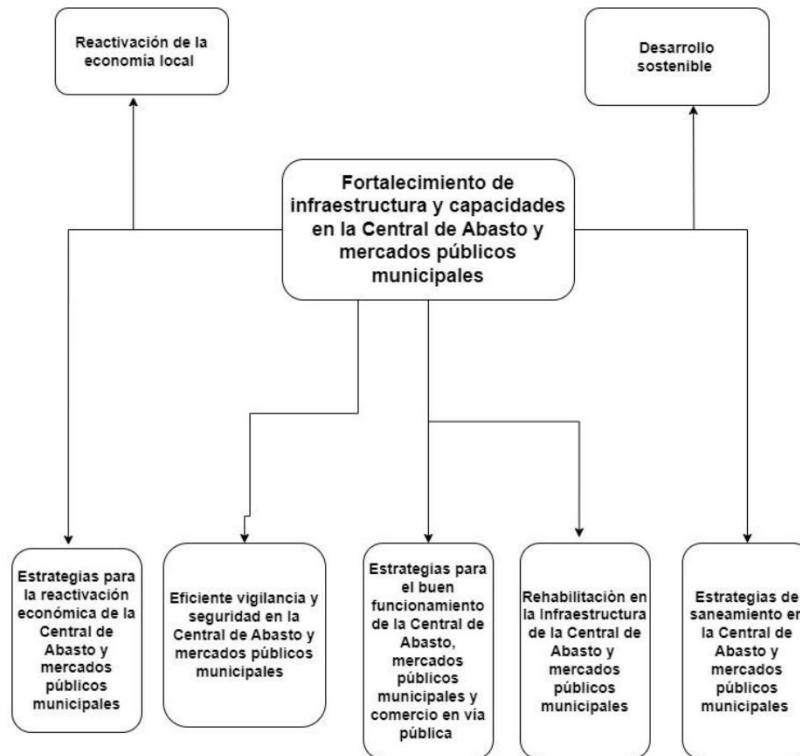 Reactivación de la
economía local
Desarrollo
sostenible
Fortalecimiento de
infraestructura y capacidades
en la Central de Abasto y
mercados públicos
municipales
Estrategias para
la reactivación
económica de la
Central de
Abasto y
mercados
públicos
municipales
Eficiente vigilancia y
seguridad en la
Central de Abasto y
mercados públicos
municipales
Estrategias para
el buen
funcionamiento
de la Central de
Abasto,
mercados
públicos
municipales y
comercio en vía
pública
Rehabilitaciòn en
la Infraestructura
de la Central de
Abasto y
mercados
públicos
municipales
Estrategias de
saneamiento en
la Central de
Abasto y
mercados
públicos
municipales